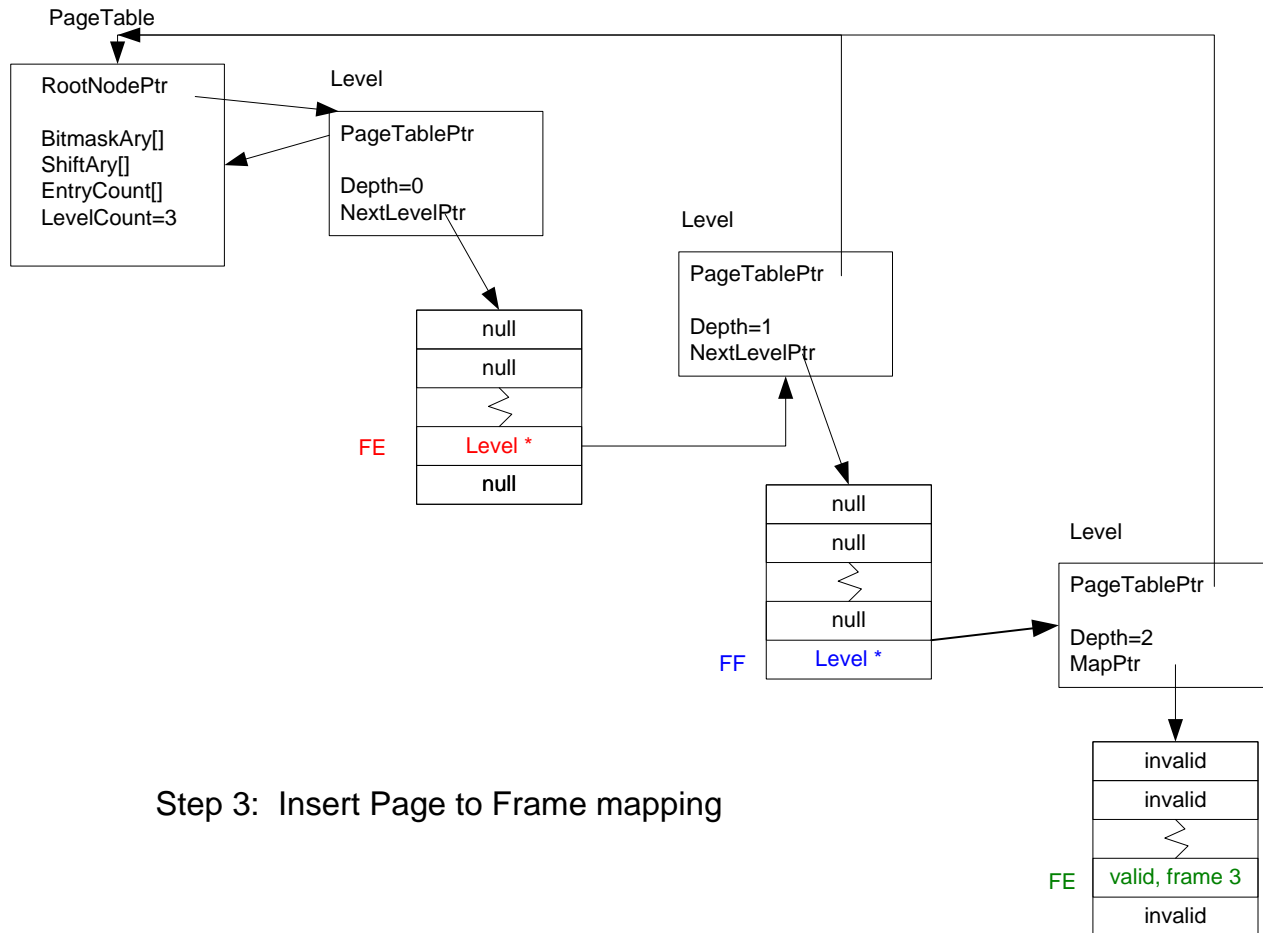 PageTable
RootNodePtr
BitmaskAry[]
ShiftAry[]
EntryCount[]
LevelCount=3
Level
PageTablePtr
Depth=0
NextLevelPtr
null
null
FE
Level *
null
Level
PageTablePtr
Depth=1
NextLevelPtr
null
null
null
FF
Level *
Level
PageTablePtr
Depth=2
MapPtr
invalid
invalid
FE
valid, frame 3
invalid
Step 3: Insert Page to Frame mapping